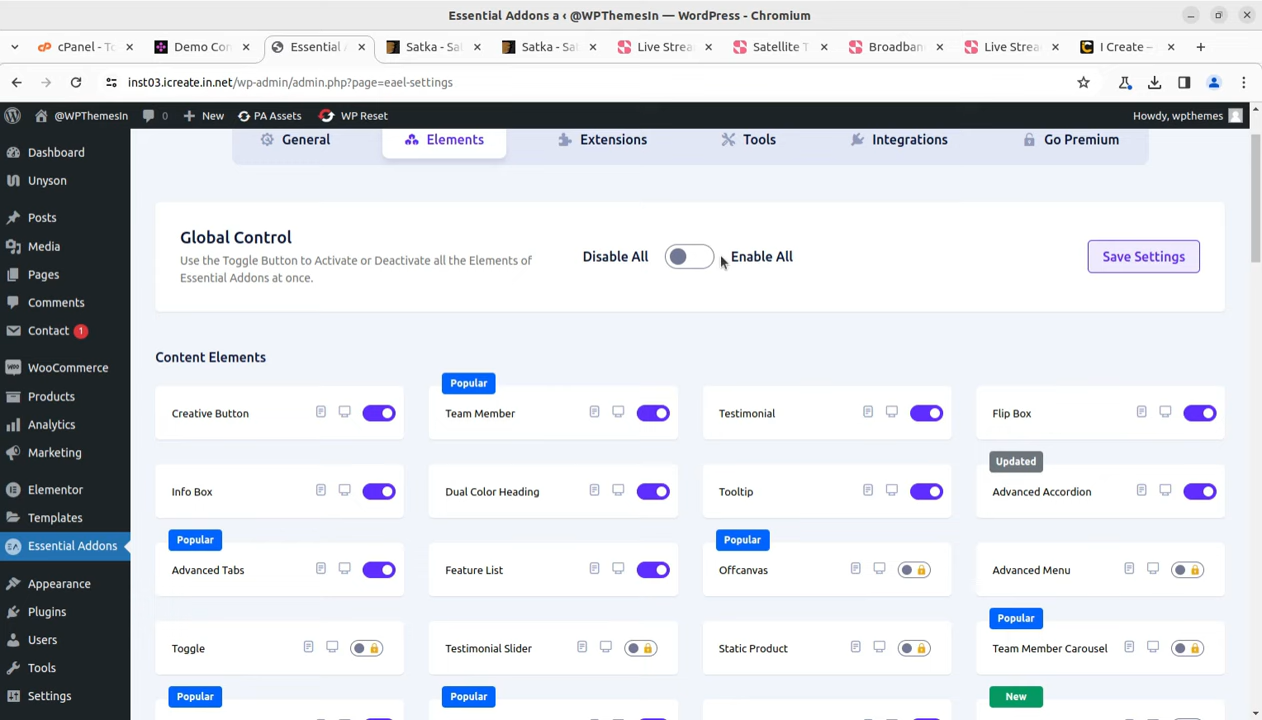 Essential Addons a ‹ @WPThemesIn — WordPress - Chromium
cPanel - To
Demo Con
Essential
Satka - Sal
Satka - Sal
Live Strea
Satellite T
Broadban
Live Strea
I Create –
inst03.icreate.in.net/wp-admin/admin.php?page=eael-settings
@WPThemesIn
0
New
PA Assets
WP Reset
Howdy, wpthemes
Dashboard
Unyson
Posts
Media
Pages
Comments
Contact 1
WooCommerce
Products
Analytics
Marketing
Elementor
Templates
Essential Addons
Appearance
Plugins
Users
Tools
Settings
General
Elements
Extensions
Tools
Integrations
Go Premium
Global Control
Use the Toggle Button to Activate or Deactivate all the Elements of
Essential Addons at once.
Disable All
Enable All
Save Settings
Content Elements
Creative Button
Popular
Team Member
Testimonial
Flip Box
Info Box
Dual Color Heading
Tooltip
Updated
Advanced Accordion
Popular
Advanced Tabs
Feature List
Popular
Offcanvas
Advanced Menu
Toggle
Testimonial Slider
Static Product
Popular
Team Member Carousel
Popular
Popular
New